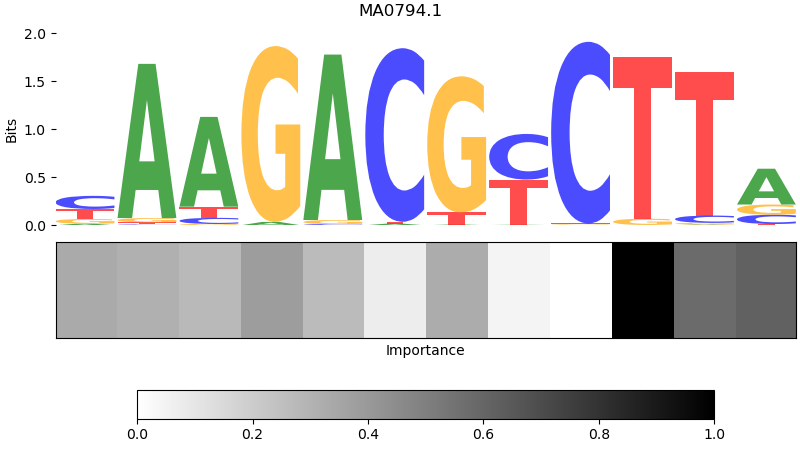 MA0794.1
2.0
1.5
1.0
0.5
0.0
Bits
C A A G A C G C C T T A
T T T G
G C T C
Importance
0.0 0.2 0.4 0.6 0.8 1.0